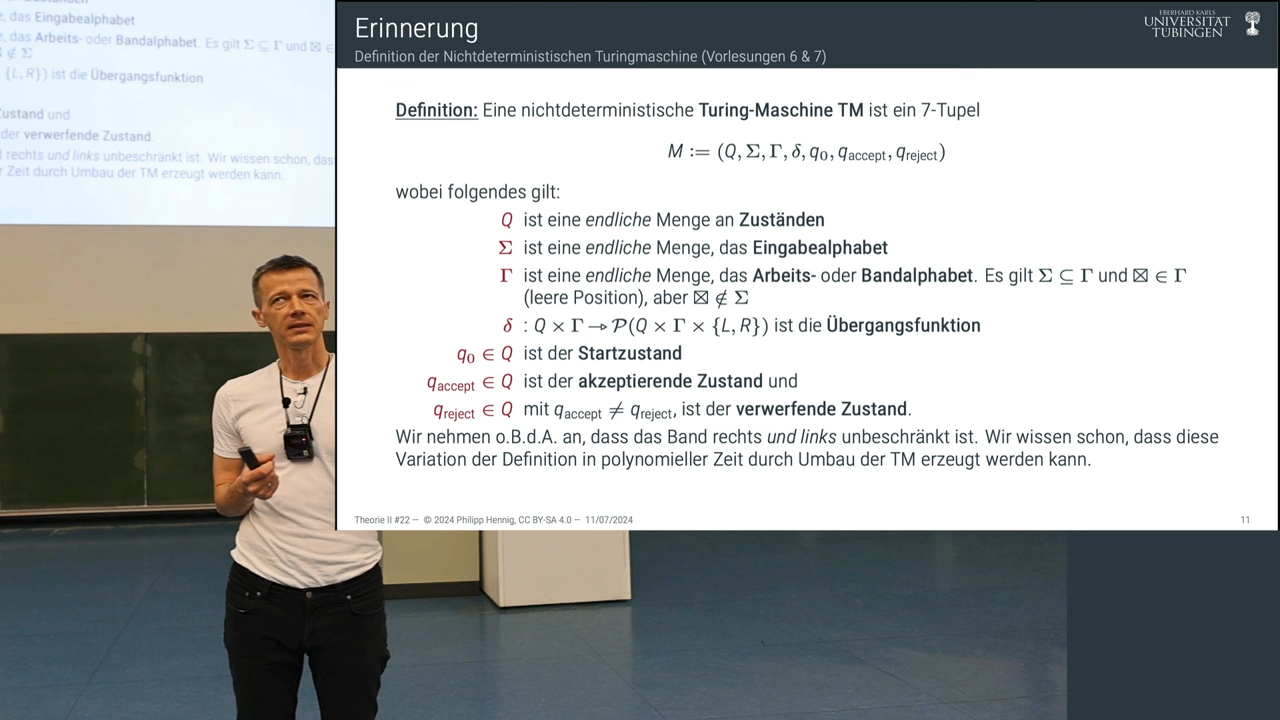 , das Eingabealphabet
, das Arbeits- oder Bandalphabet. Es gilt Σ ⊆ Γ und ⊠ ∈
∉ Σ
{L, R}) ist die Übergangsfunktion
ustand und
der verwerfende Zustand.
rechts und links unbeschränkt ist. Wir wissen schon, dass
Zeit durch Umbau der TM erzeugt werden kann.
Erinnerung
Definition der Nichtdeterministischen Turingmaschine (Vorlesungen 6 & 7)
EBERHARD KARLS
UNIVERSITÄT
TÜBINGEN
Definition: Eine nichtdeterministische Turing-Maschine TM ist ein 7-Tupel
M := (Q, Σ, Γ, δ, q₀, q_accept, q_reject)
wobei folgendes gilt:
Q ist eine endliche Menge an Zuständen
Σ ist eine endliche Menge, das Eingabealphabet
Γ ist eine endliche Menge, das Arbeits- oder Bandalphabet. Es gilt Σ ⊆ Γ und ⊠ ∈ Γ
(leere Position), aber ⊠ ∉ Σ
δ : Q × Γ → 𝒫(Q × Γ × {L, R}) ist die Übergangsfunktion
q₀ ∈ Q ist der Startzustand
q_accept ∈ Q ist der akzeptierende Zustand und
q_reject ∈ Q mit q_accept ≠ q_reject, ist der verwerfende Zustand.
Wir nehmen o.B.d.A. an, dass das Band rechts und links unbeschränkt ist. Wir wissen schon, dass diese
Variation der Definition in polynomieller Zeit durch Umbau der TM erzeugt werden kann.
Theorie II #22 — © 2024 Philipp Hennig, CC BY-SA 4.0 — 11/07/2024
11